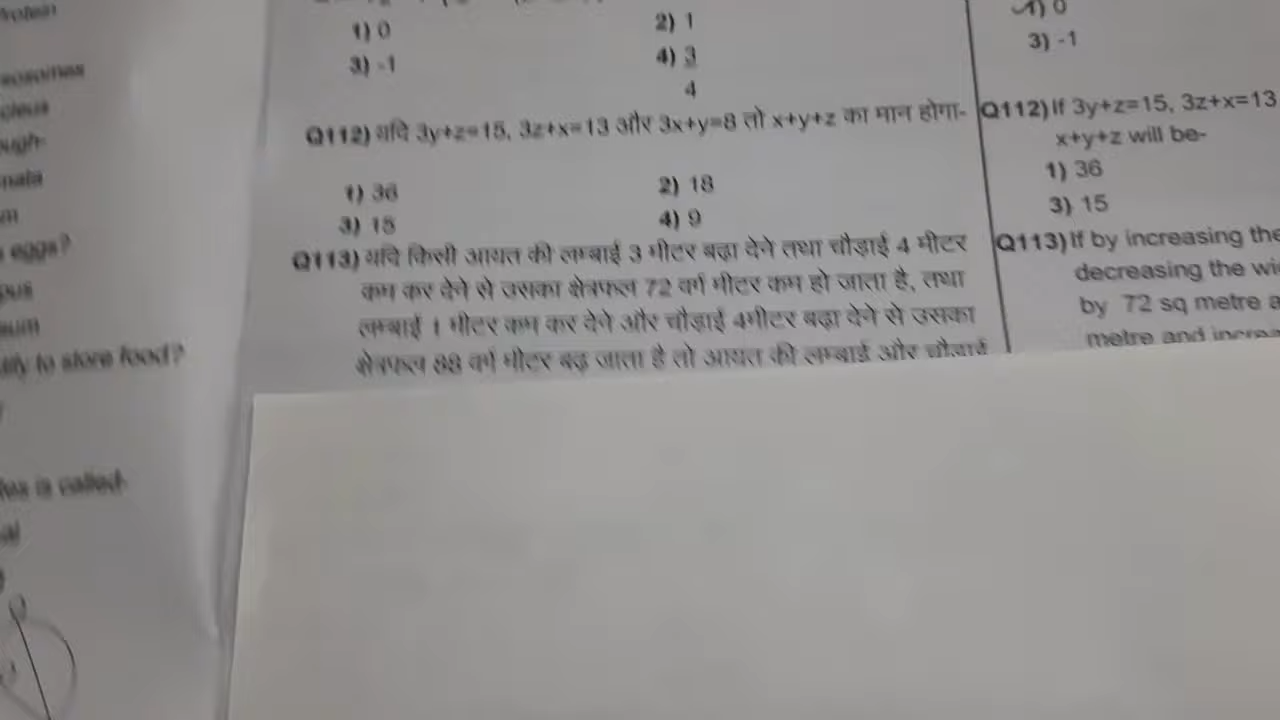 Protein
1) 0
2) 1
3) -1
4) 3
4
Q112) यदि 3y+z=15, 3z+x=13 और 3x+y=8 तो x+y+z का मान होगा-
1) 36
2) 18
3) 15
4) 9
Q113) यदि किसी आयत की लम्बाई 3 मीटर बढ़ा देने तथा चौड़ाई 4 मीटर
कम कर देने से उसका क्षेत्रफल 72 वर्ग मीटर कम हो जाता है, तथा
लम्बाई 1 मीटर कम कर देने और चौड़ाई 4मीटर बढ़ा देने से उसका
क्षेत्रफल 88 वर्ग मीटर बढ़ जाता है तो आयत की लम्बाई और चौड़ाई
1) 0
3) -1
Q112) If 3y+z=15, 3z+x=13
x+y+z will be-
1) 36
3) 15
Q113) If by increasing the
decreasing the wi
by 72 sq metre a
metre and increa
eggs?
to store food?
is called-